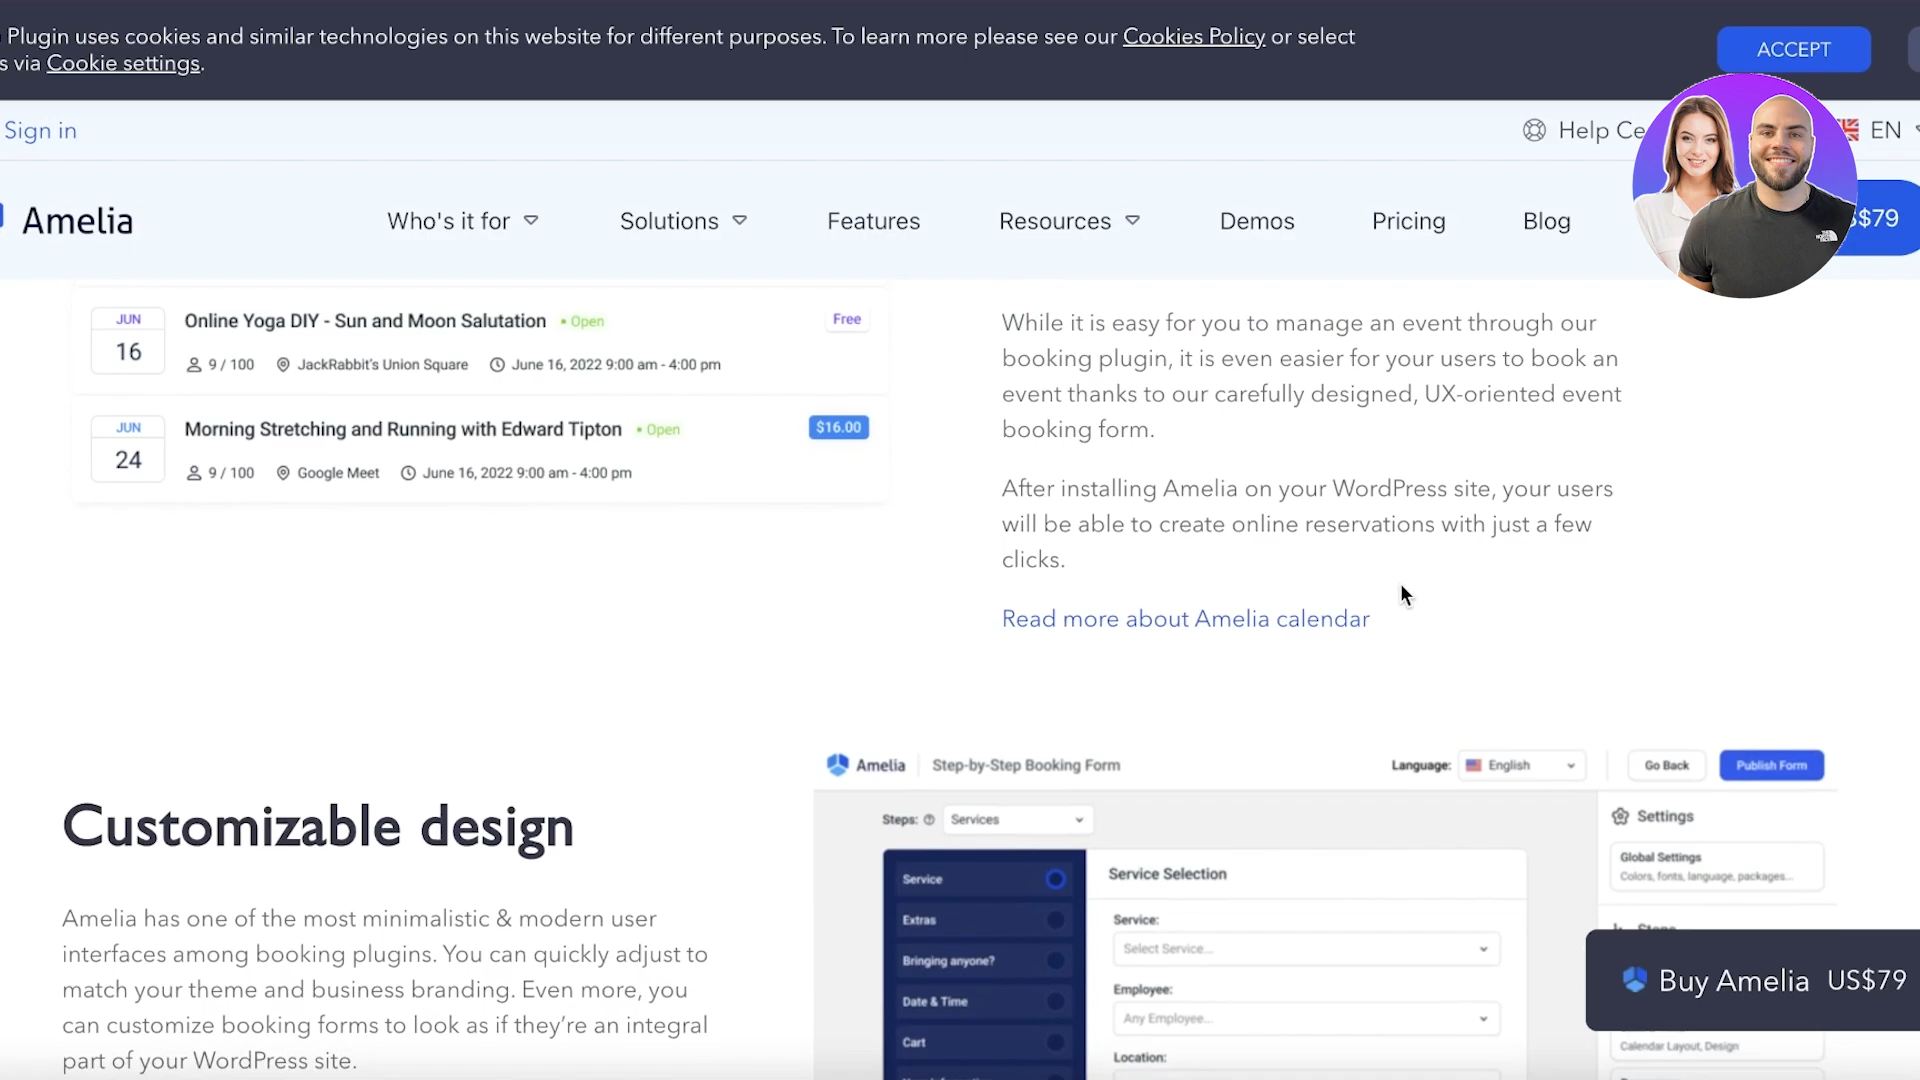 Plugin uses cookies and similar technologies on this website for different purposes. To learn more please see our Cookies Policy or select
s via Cookie settings.
ACCEPT
Sign in
Help Ce
EN
Amelia
Who's it for
Solutions
Features
Resources
Demos
Pricing
Blog
$79
JUN
16
Online Yoga DIY - Sun and Moon Salutation
• Open
Free
9 / 100
JackRabbit's Union Square
June 16, 2022 9:00 am - 4:00 pm
JUN
24
Morning Stretching and Running with Edward Tipton
• Open
$16.00
9 / 100
Google Meet
June 16, 2022 9:00 am - 4:00 pm
While it is easy for you to manage an event through our
booking plugin, it is even easier for your users to book an
event thanks to our carefully designed, UX-oriented event
booking form.
After installing Amelia on your WordPress site, your users
will be able to create online reservations with just a few
clicks.
Read more about Amelia calendar
Customizable design
Amelia has one of the most minimalistic & modern user
interfaces among booking plugins. You can quickly adjust to
match your theme and business branding. Even more, you
can customize booking forms to look as if they're an integral
part of your WordPress site.
Amelia
Step-by-Step Booking Form
Language:
English
Go Back
Publish Form
Steps:
Services
Service
Extras
Bringing anyone?
Date & Time
Cart
Service Selection
Service:
Select Service...
Employee:
Any Employee...
Location:
Settings
Global Settings
Colors, fonts, language, packages...
Buy Amelia US$79
Calendar Layout, Design